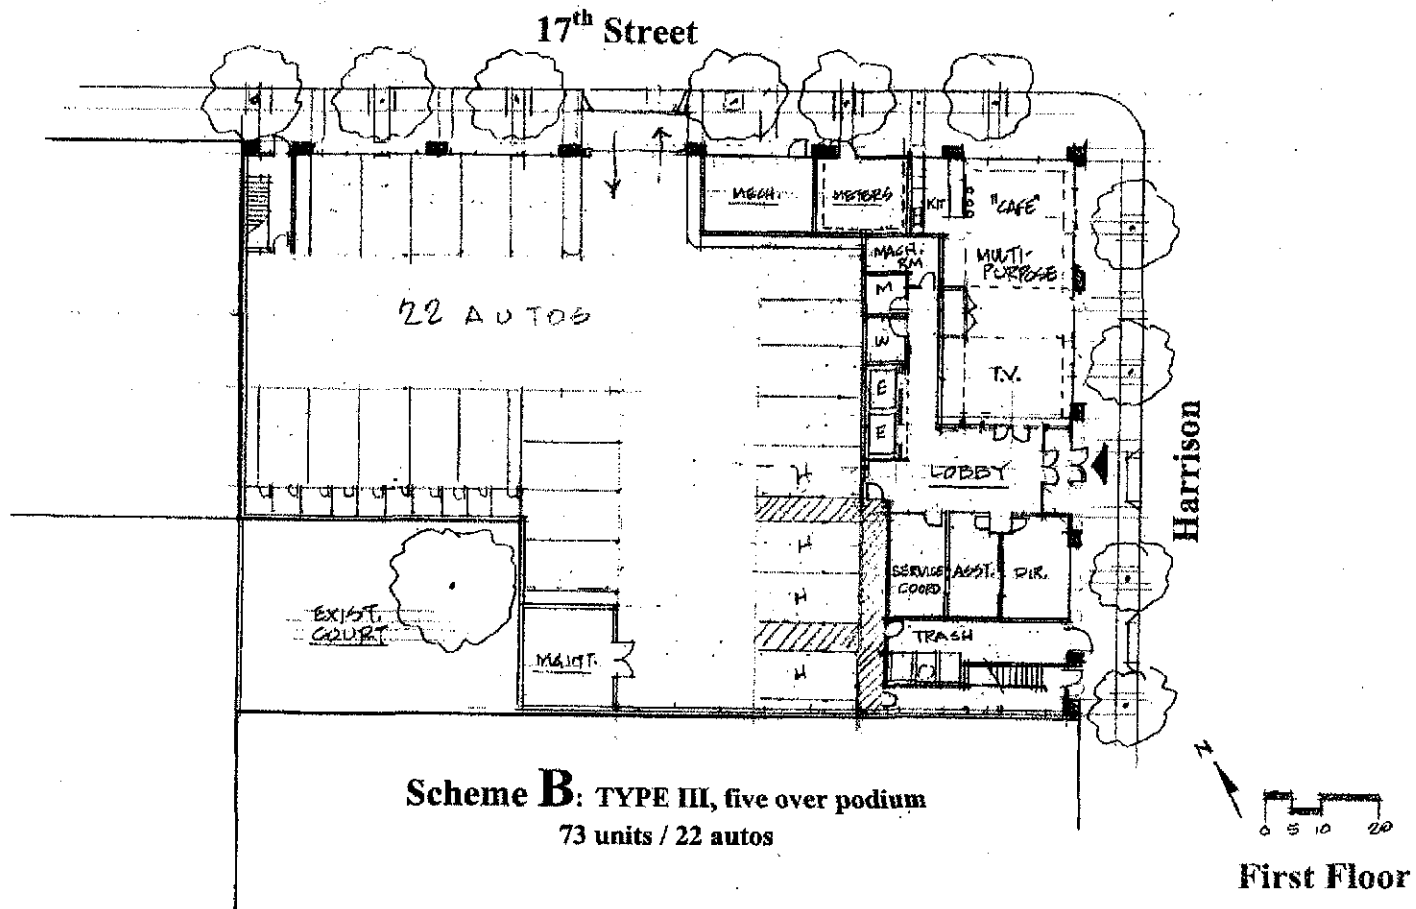 17th Street
MECH.
METERS
KIT
"CAFE"
MACH.
RM
MULTI-
PURPOSE
M
22 AUTOS
W
T.V.
E
E
Harrison
LOBBY
H
H
SERVICE
COORD
ASST.
DIR.
H
EXIST.
COURT
TRASH
MAINT.
H
N
Scheme B: TYPE III, five over podium
73 units / 22 autos
0 5 10 20
First Floor